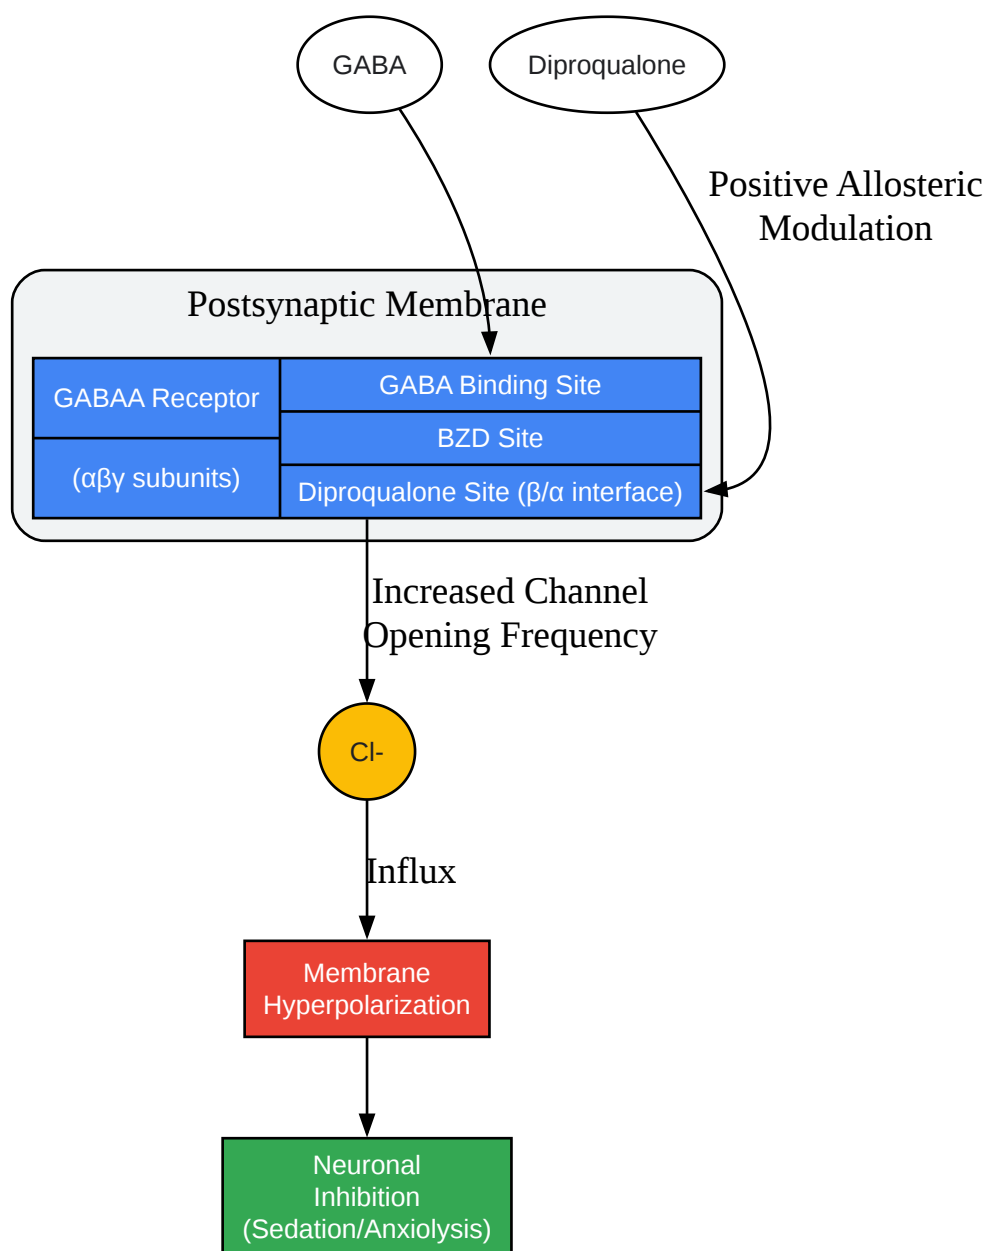 GABA
Diproqualone
Positive Allosteric
Modulation
Postsynaptic Membrane
GABAA Receptor
(αβγ subunits)
GABA Binding Site
BZD Site
Diproqualone Site (β/α interface)
Increased Channel
Opening Frequency
Cl-
Influx
Membrane
Hyperpolarization
Neuronal
Inhibition
(Sedation/Anxiolysis)